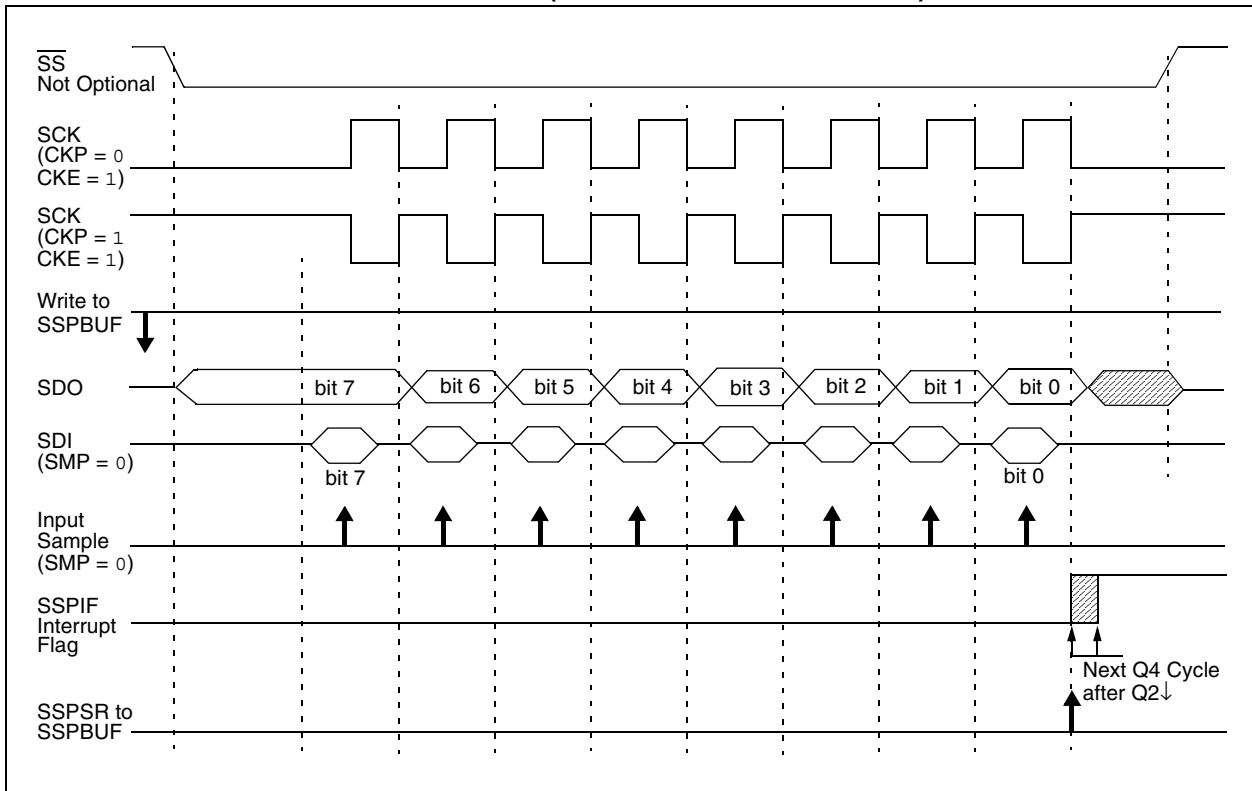 SS
Not Optional
SCK
(CKP = 0
CKE = 1)
SCK
(CKP = 1
CKE = 1)
Write to
SSPBUF
SDO
bit 7 bit 6 bit 5 bit 4 bit 3 bit 2 bit 1 bit 0
SDI
(SMP = 0)
bit 7 bit 0
Input
Sample
(SMP = 0)
SSPIF
Interrupt
Flag
Next Q4 Cycle
after Q2↓
SSPSR to
SSPBUF